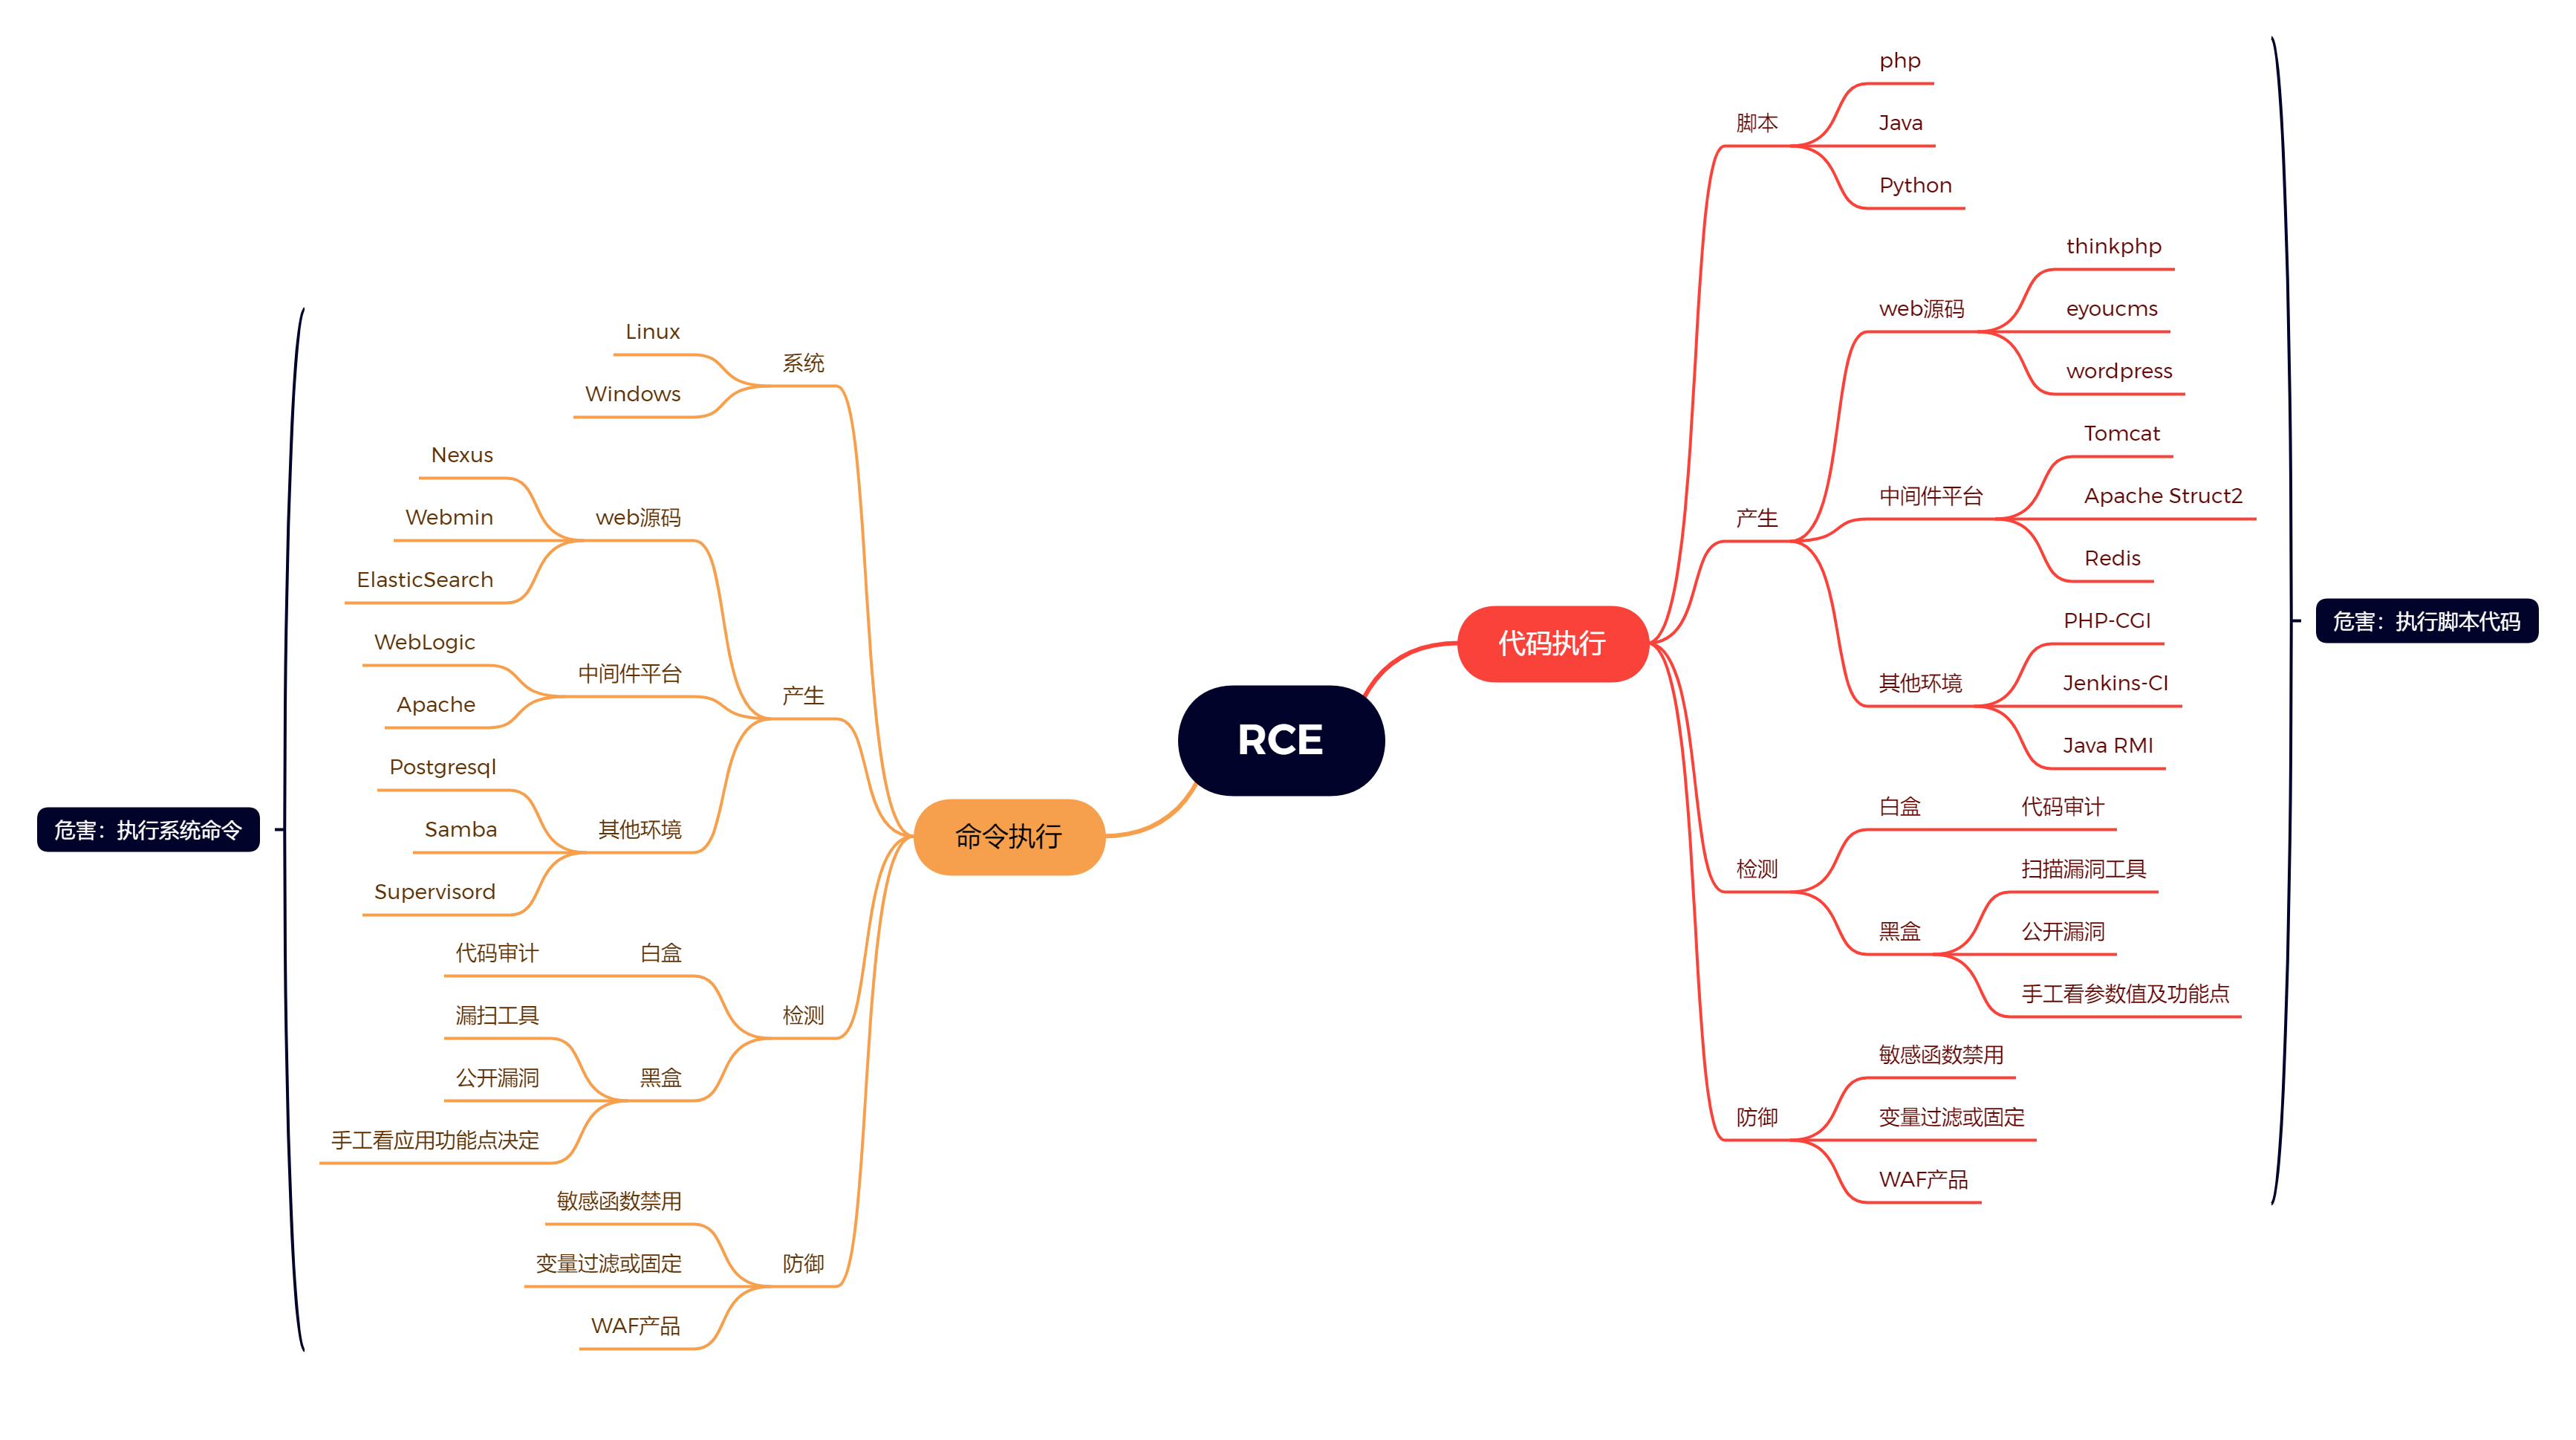 RCE
代码执行
脚本
php
Java
Python
产生
web源码
thinkphp
eyoucms
wordpress
中间件平台
Tomcat
Apache Struct2
Redis
其他环境
PHP-CGI
Jenkins-CI
Java RMI
检测
白盒
代码审计
黑盒
扫描漏洞工具
公开漏洞
手工看参数值及功能点
防御
敏感函数禁用
变量过滤或固定
WAF产品
危害：执行脚本代码
命令执行
系统
Linux
Windows
产生
web源码
Nexus
Webmin
ElasticSearch
中间件平台
WebLogic
Apache
其他环境
Postgresql
Samba
Supervisord
检测
白盒
代码审计
黑盒
漏扫工具
公开漏洞
手工看应用功能点决定
防御
敏感函数禁用
变量过滤或固定
WAF产品
危害：执行系统命令